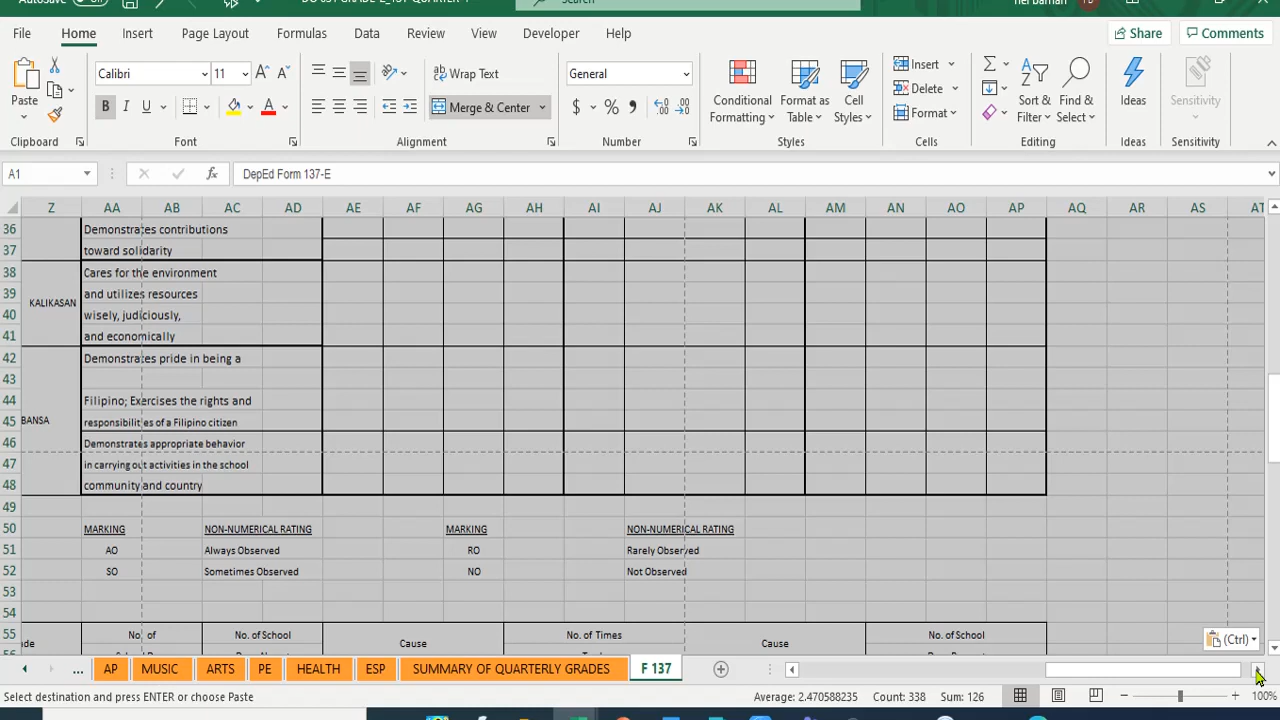 Search
File Home Insert Page Layout Formulas Data Review View Developer Help Share Comments
Calibri 11 Wrap Text General Insert
Paste Conditional Format as Cell Delete Sort & Find & Ideas Sensitivity
B I U Merge & Center $ % Formatting Table Styles Format Filter Select
Clipboard Font Alignment Number Styles Cells Editing Ideas Sensitivity
A1 fx DepEd Form 137-E
Z AA AB AC AD AE AF AG AH AI AJ AK AL AM AN AO AP AQ AR AS AT
36 Demonstrates contributions
37 toward solidarity
38 Cares for the environment
39 KALIKASAN and utilizes resources
40 wisely, judiciously,
41 and economically
42 Demonstrates pride in being a
43
44 Filipino; Exercises the rights and
45 BANSA responsibilities of a Filipino citizen
46 Demonstrates appropriate behavior
47 in carrying out activities in the school
48 community and country
49
50 MARKING NON-NUMERICAL RATING MARKING NON-NUMERICAL RATING
51 AO Always Observed RO Rarely Observed
52 SO Sometimes Observed NO Not Observed
53
54
55 No. of No. of School Cause No. of Times Cause No. of School
(Ctrl)
... AP MUSIC ARTS PE HEALTH ESP SUMMARY OF QUARTERLY GRADES F 137
Select destination and press ENTER or choose Paste Average: 2.470588235 Count: 338 Sum: 126 100%